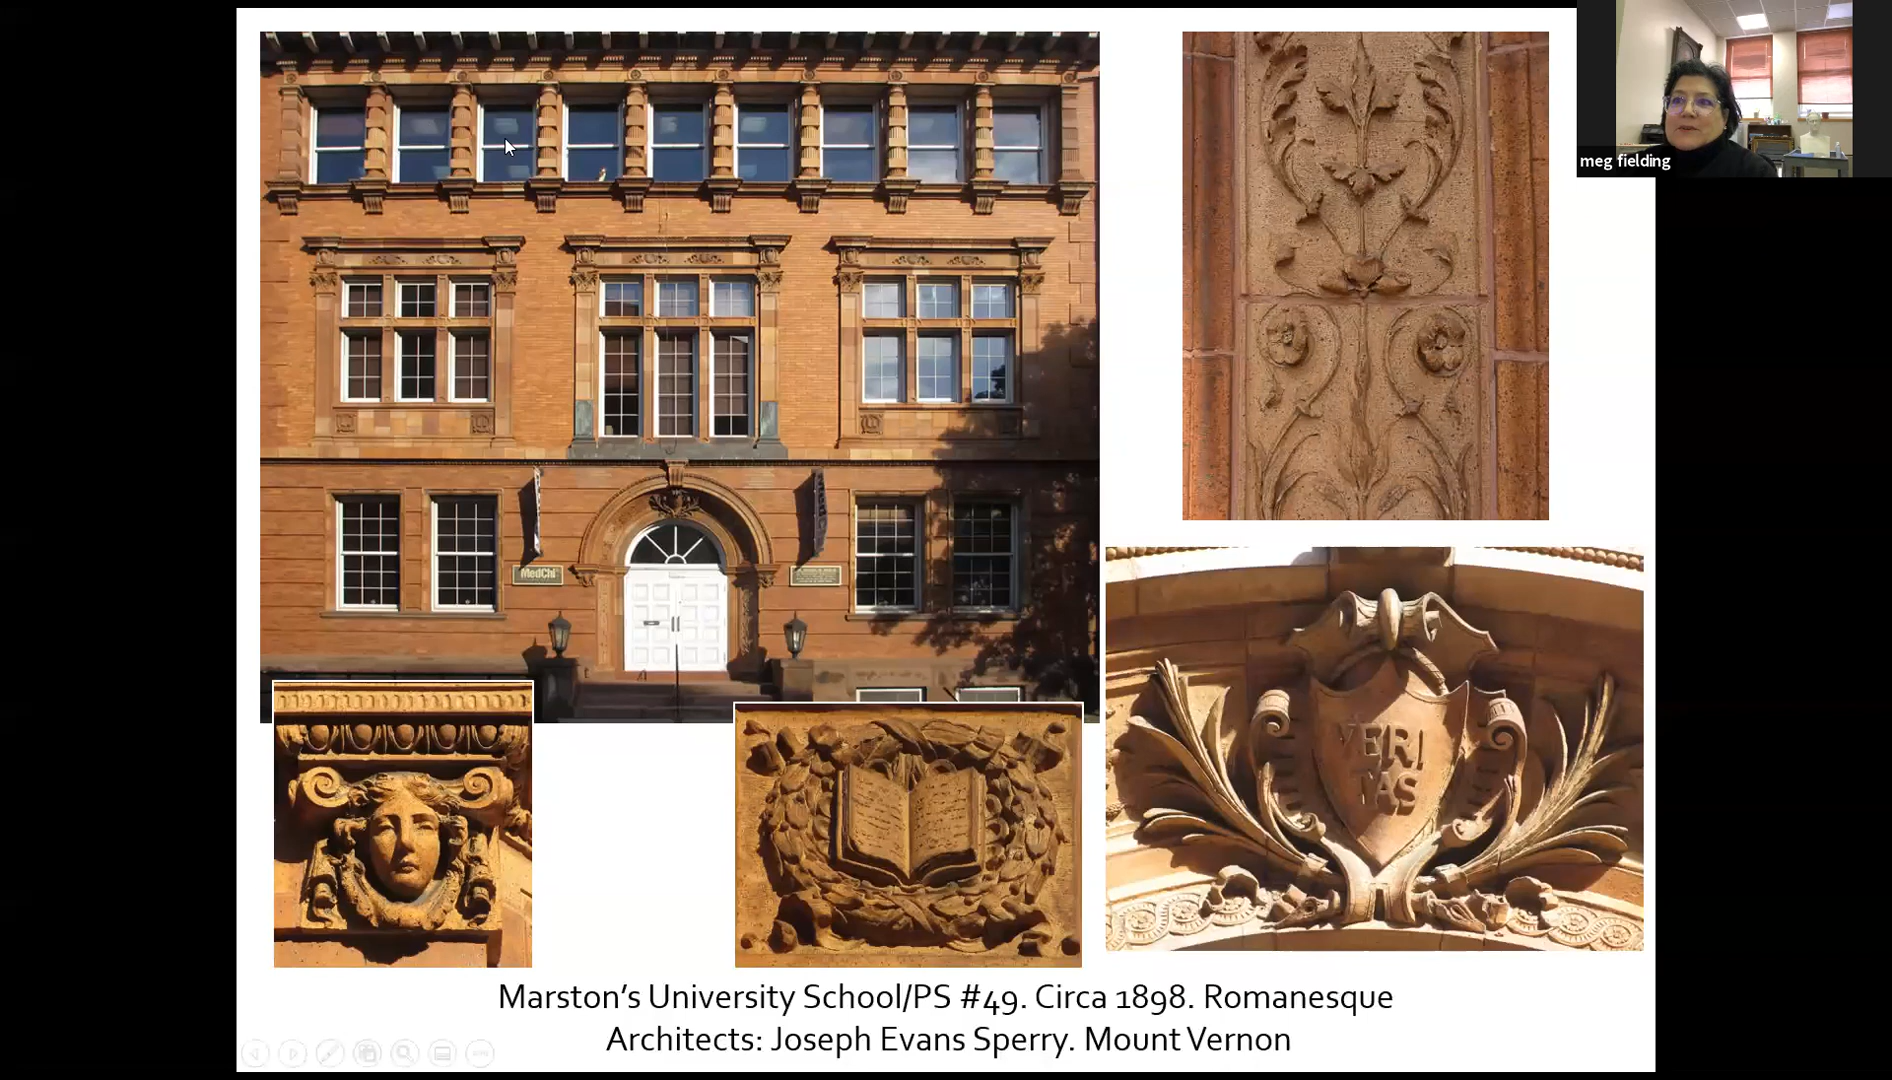 meg fielding
MedChi
VERI
TAS
Marston's University School/PS #49. Circa 1898. Romanesque
Architects: Joseph Evans Sperry. Mount Vernon